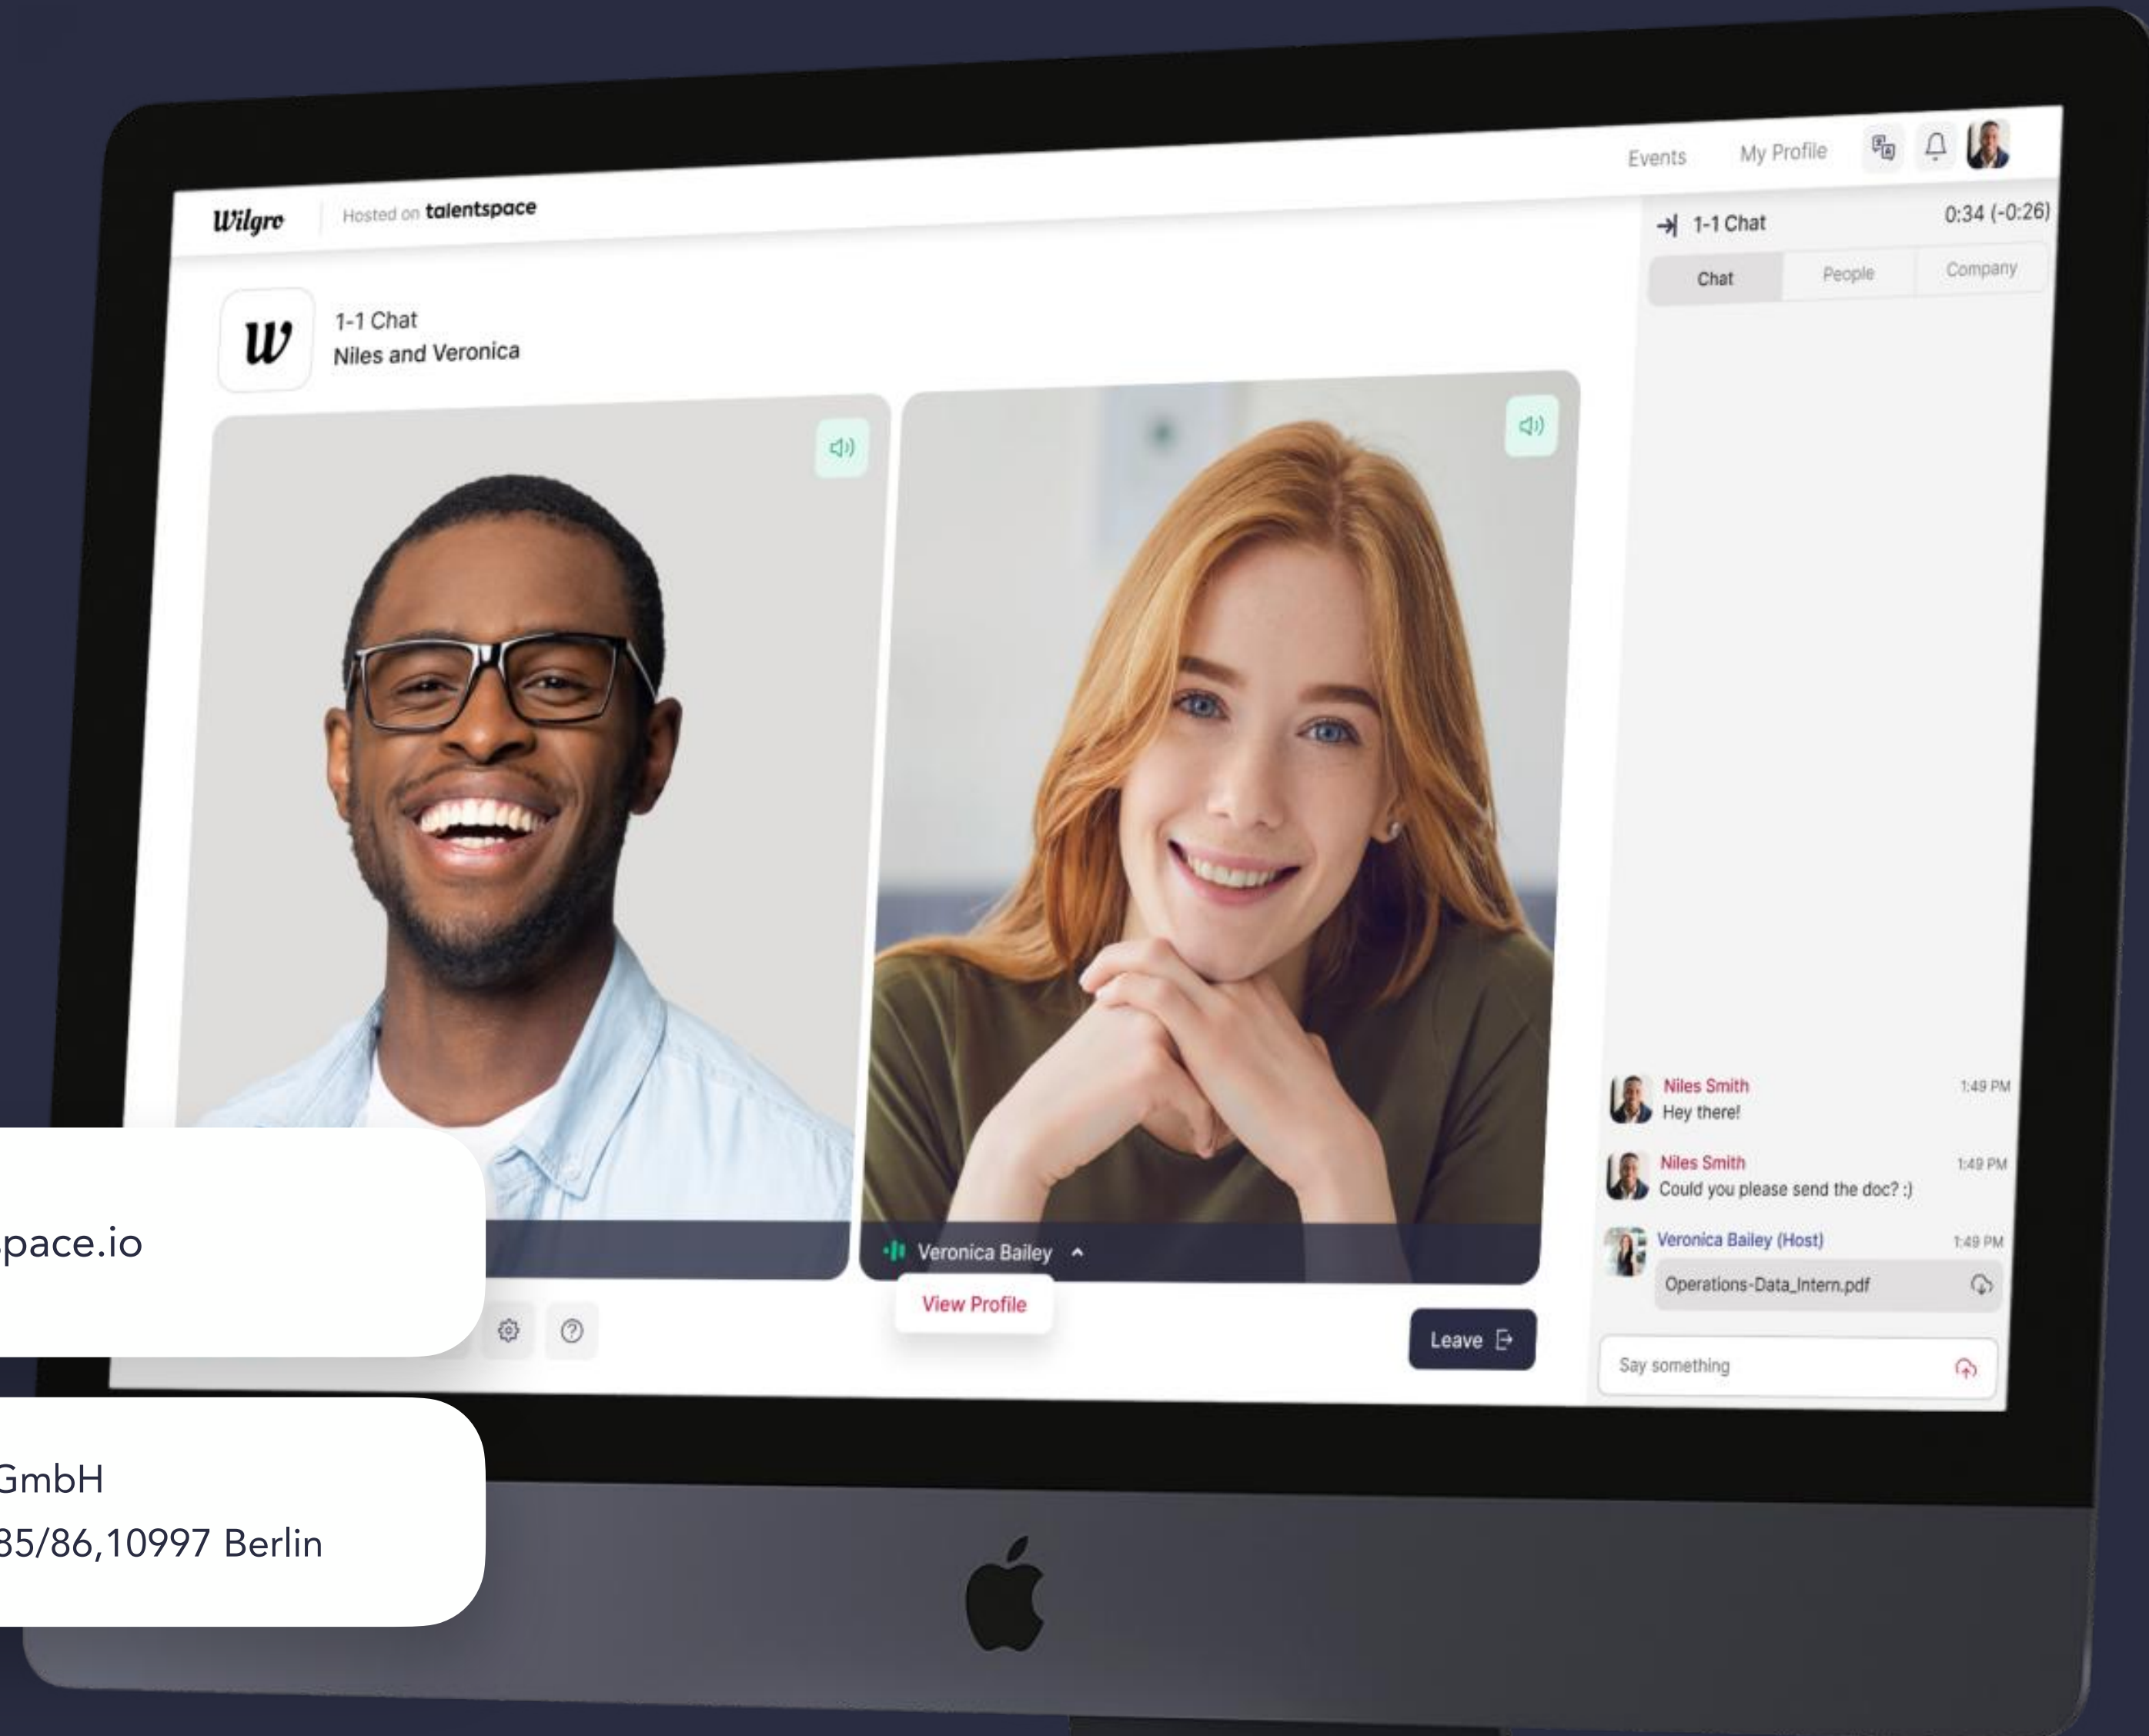 Wilgro
Hosted on talentspace
Events
My Profile
w
1-1 Chat
Niles and Veronica
1-1 Chat
0:34 (-0:26)
Chat
People
Company
Niles Smith
1:49 PM
Hey there!
Niles Smith
1:49 PM
Could you please send the doc? :)
Veronica Bailey (Host)
1:49 PM
Operations-Data_Intern.pdf
Say something
Veronica Bailey
View Profile
Leave
pace.io
GmbH
85/86,10997 Berlin